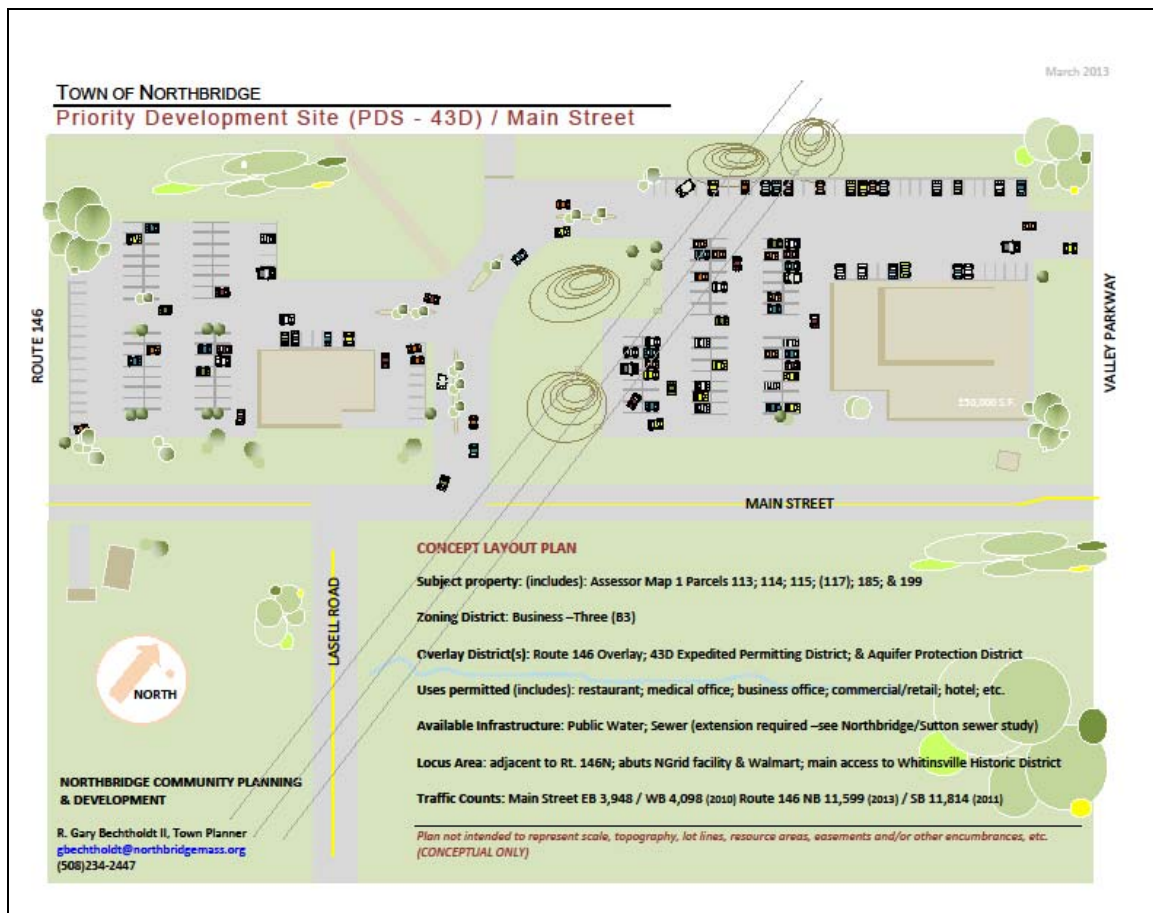 March 2013
TOWN OF NORTHBRIDGE
Priority Development Site (PDS - 43D) / MAIN STREET
ROUTE 146
VALLEY PARKWAY
±50,000 S.F.
MAIN STREET
LASELL ROAD
NORTH
CONCEPT LAYOUT PLAN
Subject property: (includes): Assessor Map 1 Parcels 113; 114; 115; (117); 185; & 199
Zoning District: Business –Three (B3)
Overlay District(s): Route 146 Overlay; 43D Expedited Permitting District; & Aquifer Protection District
Uses permitted (includes): restaurant; medical office; business office; commercial/retail; hotel; etc.
Available Infrastructure: Public Water; Sewer (extension required –see Northbridge/Sutton sewer study)
Locus Area: adjacent to Rt. 146N; abuts NGrid facility & Walmart; main access to Whitinsville Historic District
Traffic Counts: Main Street EB 3,948 / WB 4,098 (2010) Route 146 NB 11,599 (2013) / SB 11,814 (2011)
Plan not intended to represent scale, topography, lot lines, resource areas, easements and/or other encumbrances, etc.
(CONCEPTUAL ONLY)
NORTHBRIDGE COMMUNITY PLANNING
& DEVELOPMENT
R. Gary Bechtholdt II, Town Planner
gbechtholdt@northbridgemass.org
(508)234-2447